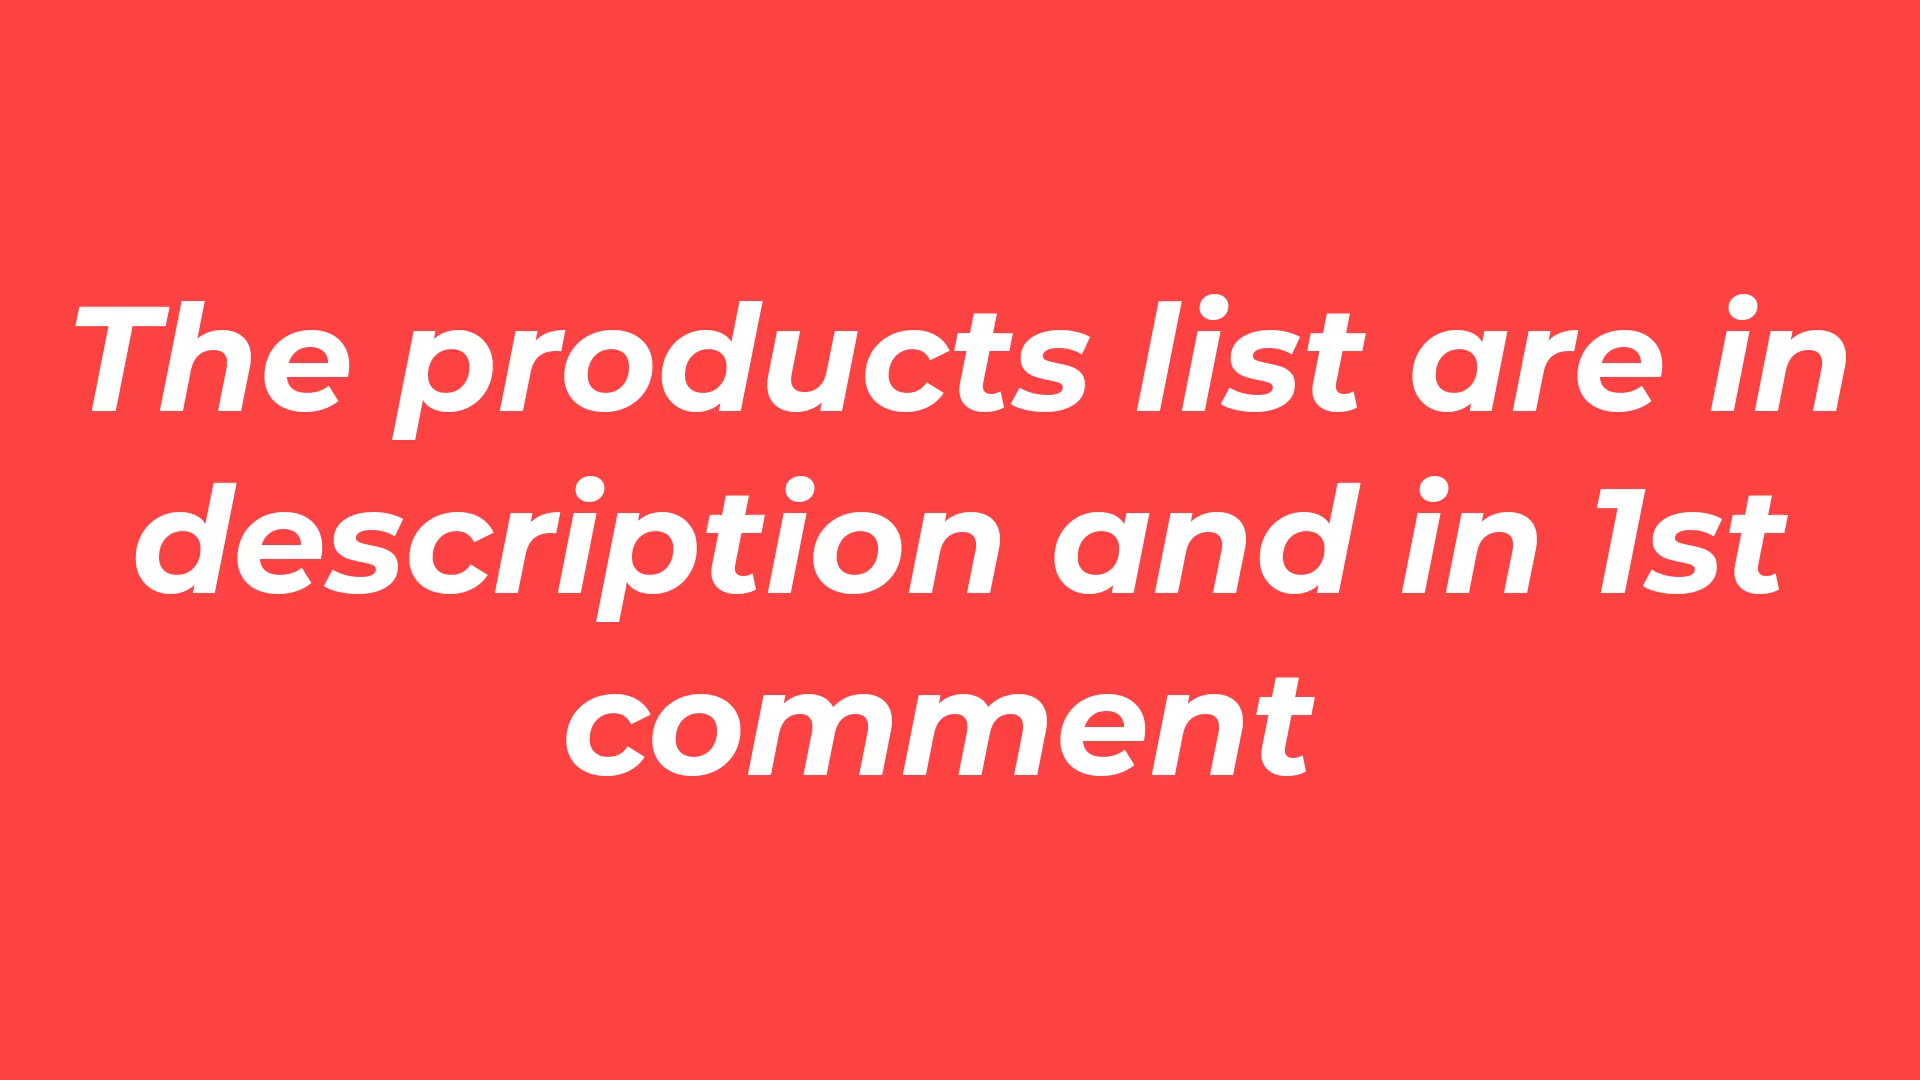 The products list are in
description and in 1st
comment